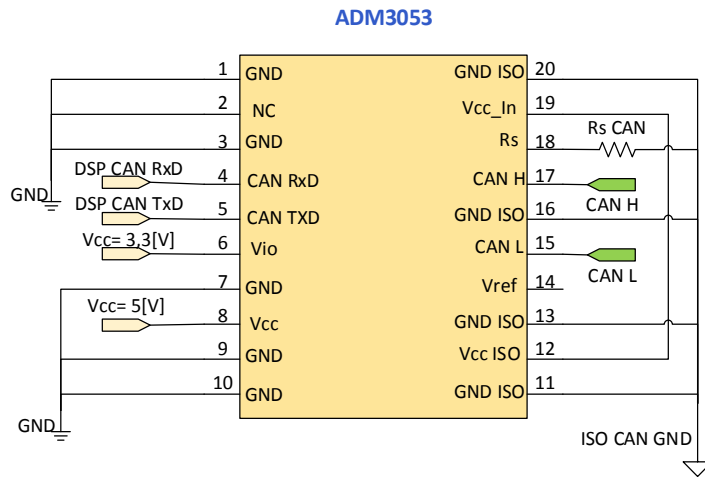 ADM3053
1 GND GND ISO 20
2 NC Vcc_In 19
3 GND Rs 18 Rs CAN
DSP CAN RxD 4 CAN RxD CAN H 17 CAN H
GND
DSP CAN TxD 5 CAN TXD GND ISO 16
Vcc= 3,3[V] 6 Vio CAN L 15 CAN L
7 GND Vref 14
Vcc= 5[V] 8 Vcc GND ISO 13
9 GND Vcc ISO 12
10 GND GND ISO 11
GND ISO CAN GND